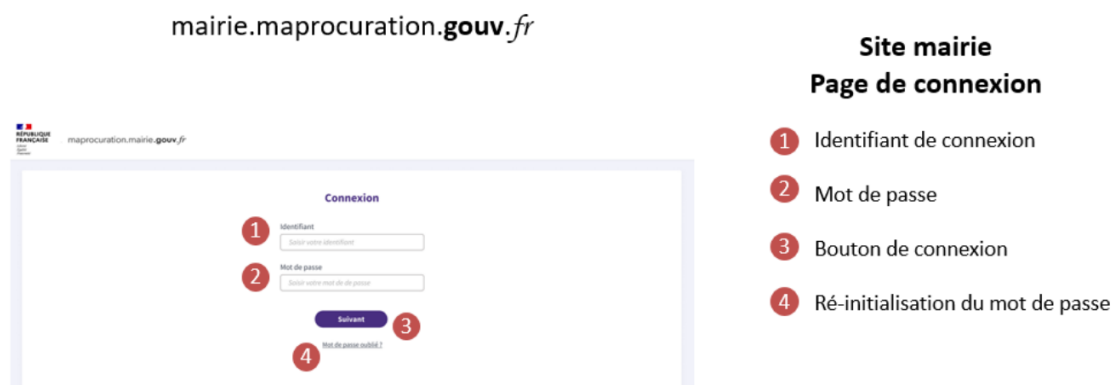 mairie.maprocuration.gouv.fr
Site mairie
Page de connexion
RÉPUBLIQUE
FRANÇAISE
maprocuration.mairie.gouv.fr
Connexion
1
Identifiant
Saisir votre identifiant
2
Mot de passe
Saisir votre mot de de passe
Suivant
3
Mot de passe oublié ?
4
1 Identifiant de connexion
2 Mot de passe
3 Bouton de connexion
4 Ré-initialisation du mot de passe